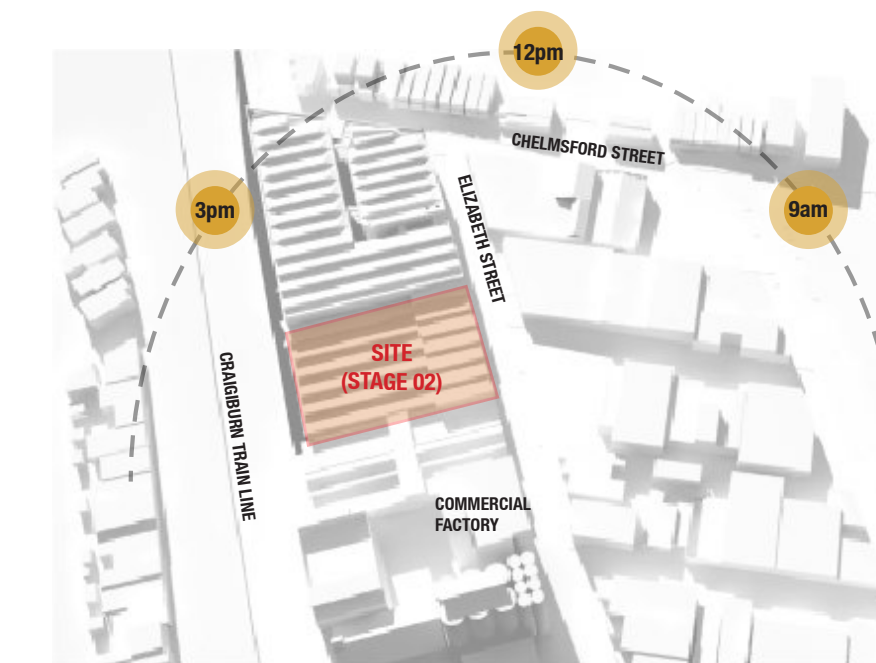 12pm
CHELMSFORD STREET
3pm
9am
ELIZABETH STREET
SITE
(STAGE 02)
CRAIGIBURN TRAIN LINE
COMMERCIAL
FACTORY